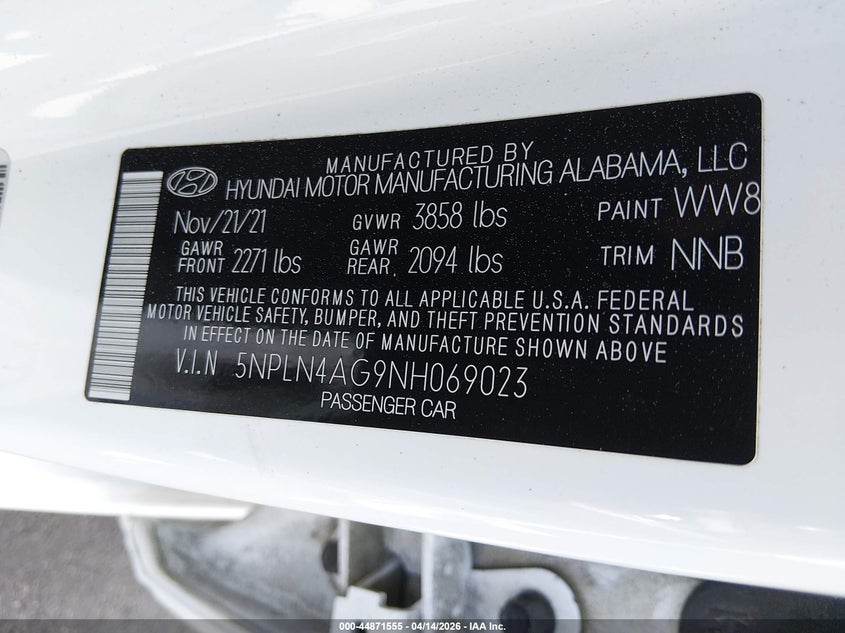 MANUFACTURED BY
HYUNDAI MOTOR MANUFACTURING ALABAMA, LLC
Nov/21/21 GVWR 3858 lbs PAINT WW8
GAWR FRONT 2271 lbs GAWR REAR, 2094 lbs TRIM NNB
THIS VEHICLE CONFORMS TO ALL APPLICABLE U.S.A. FEDERAL
MOTOR VEHICLE SAFETY, BUMPER, AND THEFT PREVENTION STANDARDS
IN EFFECT ON THE DATE OF MANUFACTURE SHOWN ABOVE
V.I.N 5NPLN4AG9NH069023
PASSENGER CAR
000-44871555 - 04/14/2026 - IAA Inc.